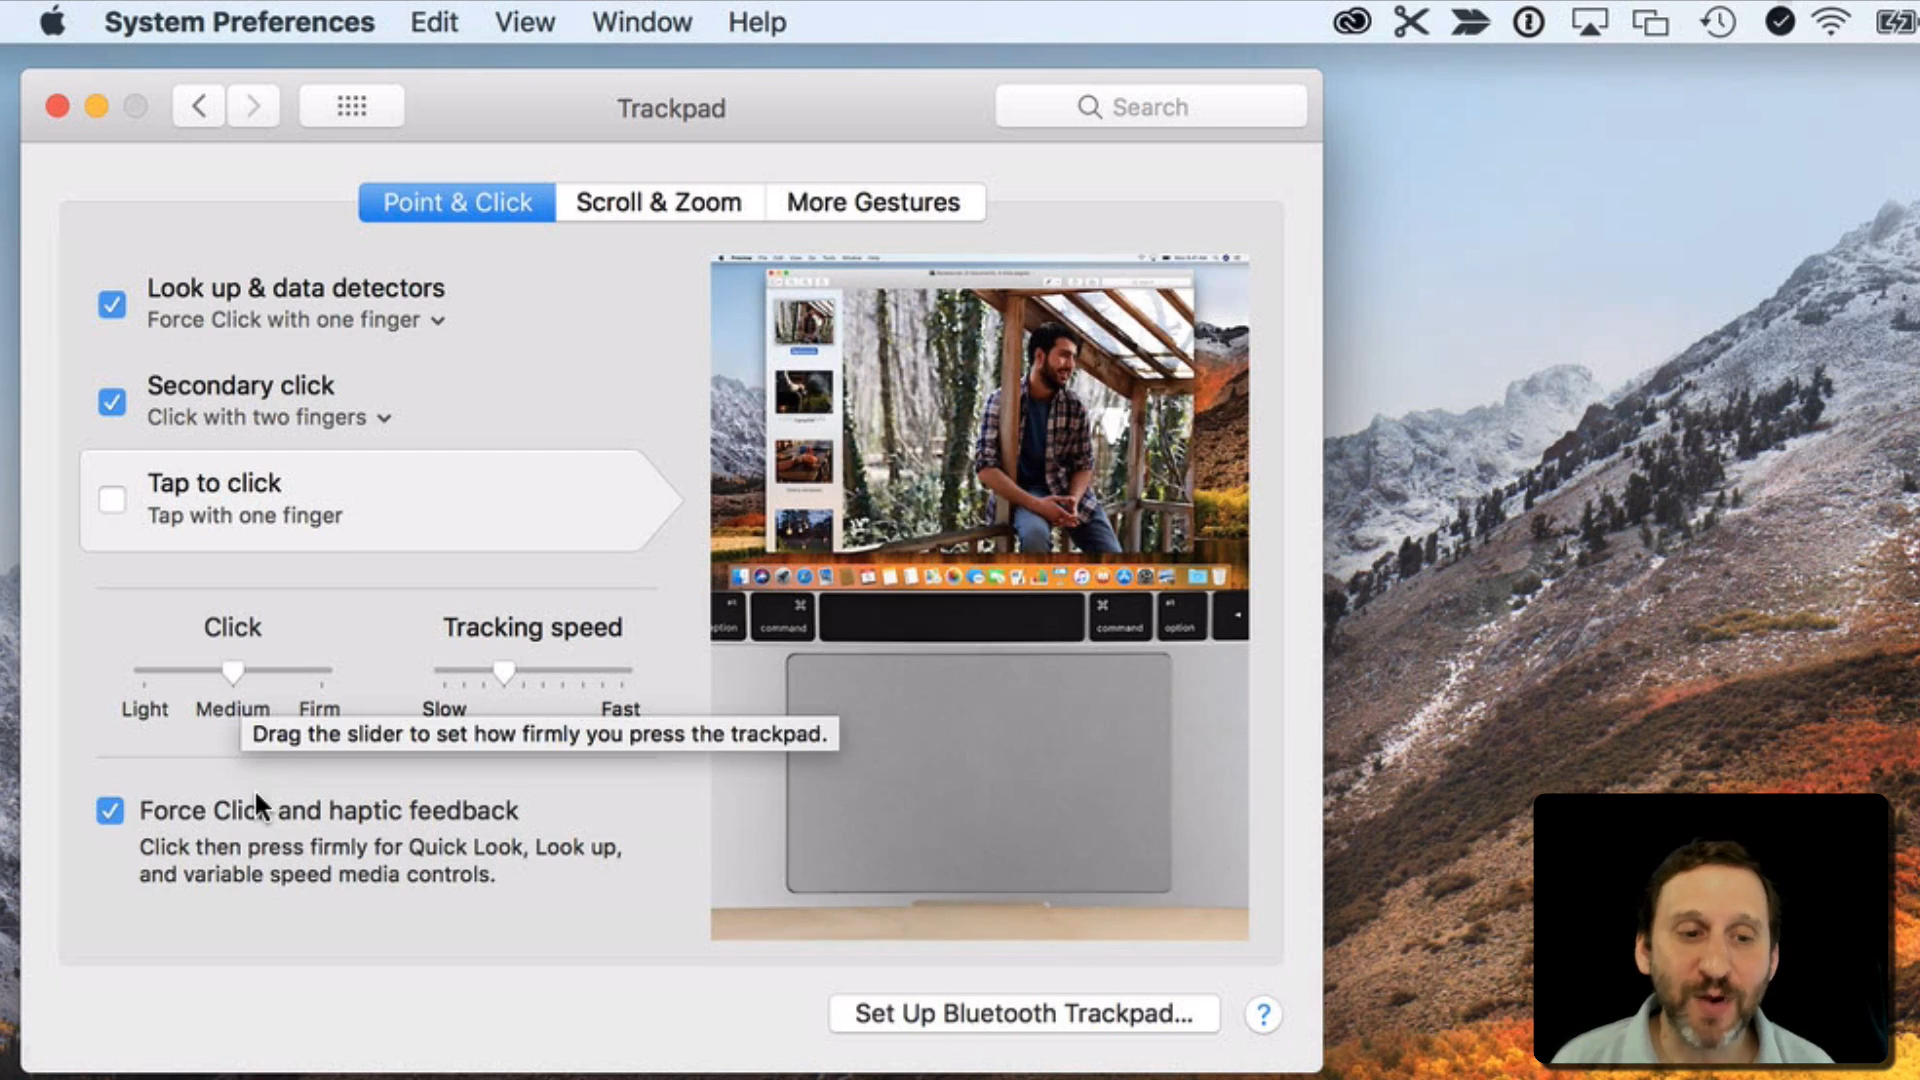 System Preferences Edit View Window Help
Trackpad
Search
Point & Click Scroll & Zoom More Gestures
Look up & data detectors
Force Click with one finger
Secondary click
Click with two fingers
Tap to click
Tap with one finger
Click
Light Medium Firm
Tracking speed
Slow Fast
Drag the slider to set how firmly you press the trackpad.
Force Click and haptic feedback
Click then press firmly for Quick Look, Look up,
and variable speed media controls.
⌘ ⌘ alt
command command option
Set Up Bluetooth Trackpad...
?